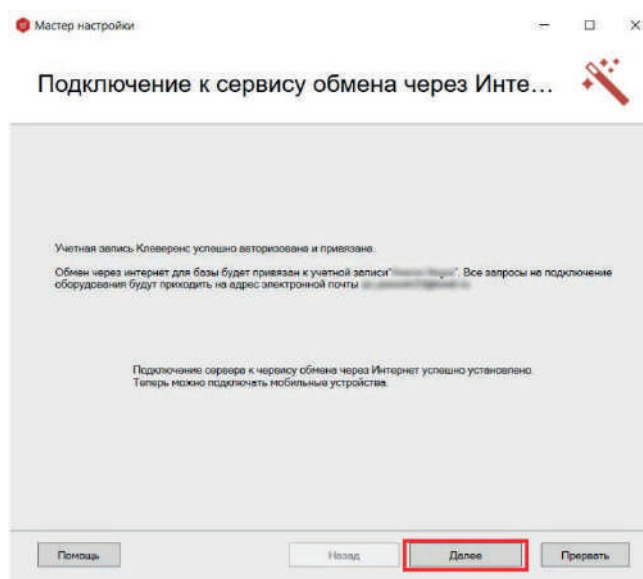 Мастер настройки
Подключение к сервису обмена через Инте...
Учетная запись Клеверенс успешно авторизована и привязана.
Обмен через интернет для базы будет привязан к учетной записи" ". Все запросы на подключение
оборудования будут приходить на адрес электронной почты
Подключение сервера к червису обмена через Интернет успешно установлено.
Теперь можно подключать мобильные устройства.
Помощь
Назад
Далее
Прервать